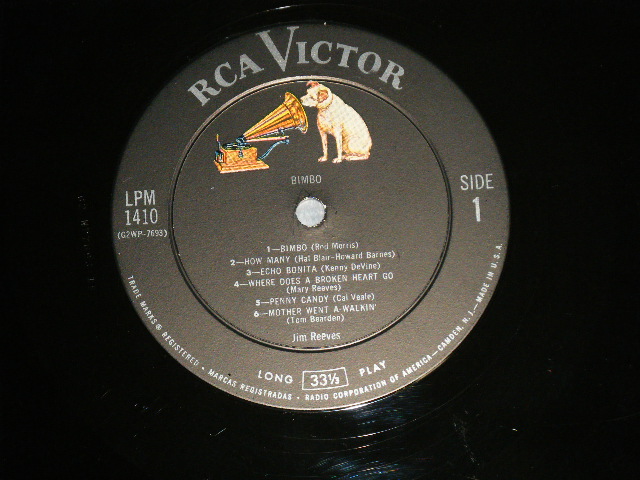 RCA VICTOR
BIMBO
LPM
1410
(G2WP-7693)
SIDE
1
1—BIMBO (Rod Morris)
2—HOW MANY (Hal Blair-Howard Barnes)
3—ECHO BONITA (Kenny DeVine)
4—WHERE DOES A BROKEN HEART GO
(Mary Reeves)
5—PENNY CANDY (Cal Veale)
6—MOTHER WENT A-WALKIN'
(Tom Bearden)
Jim Reeves
LONG 33⅓ PLAY
TRADE MARKS ® REGISTERED • MARCAS REGISTRADAS • RADIO CORPORATION OF AMERICA—CAMDEN, N.J.—MADE IN U.S.A.